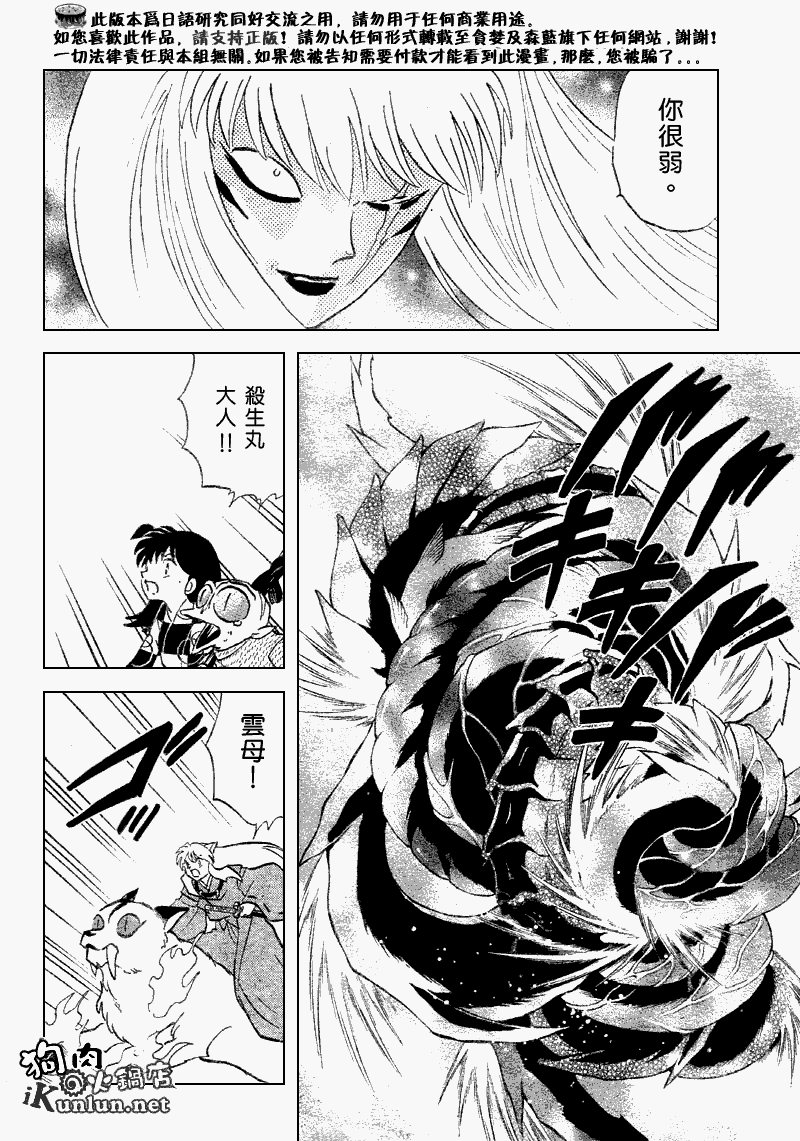 此版本爲日語研究同好交流之用，請勿用于任何商業用途。
如您喜歡此作品，請支持正版！請勿以任何形式轉載至貪婪及森藍旗下任何網站，謝謝！
一切法律責任與本組無關。如果您被告知需要付款才能看到此漫畫，那麼，您被騙了...
你很弱。
ギギギ
殺生丸
大人!!
雲母！
ゴ
狗肉
火鍋店
iKunlun.net